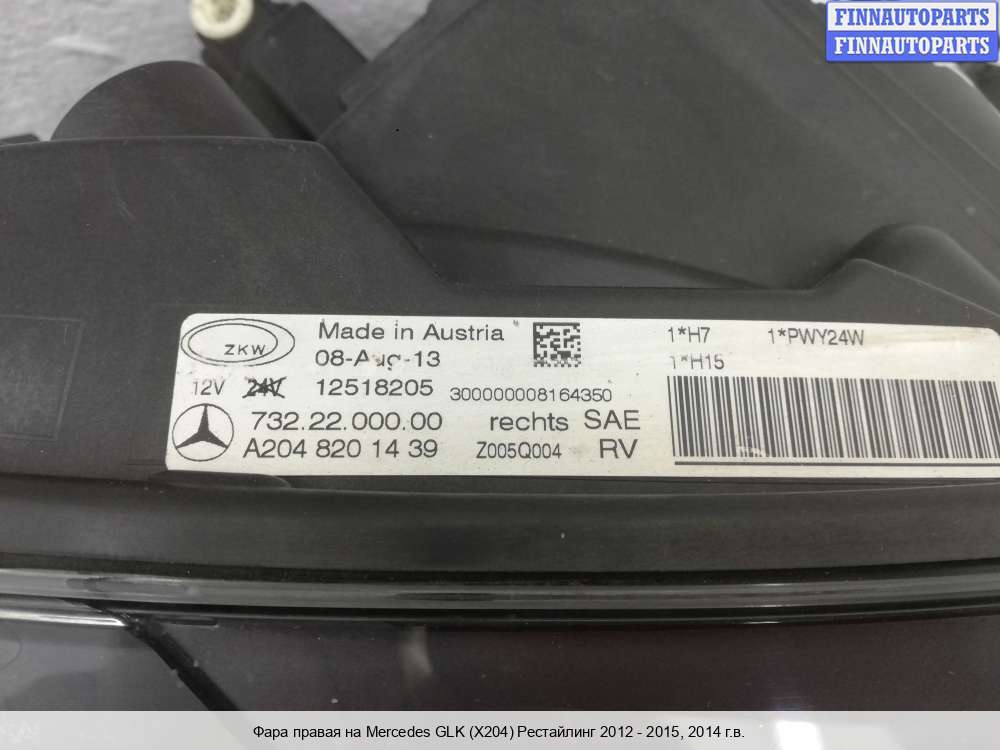 FINNAUTOPARTS
FINNAUTOPARTS
ZKW
Made in Austria
08-Aug-13
12V 24V 12518205 300000008164350
732.22.000.00 rechts SAE
A204 820 14 39 Z005Q004 RV
1*H7 1*PWY24W
1*H15
Фара правая на Mercedes GLK (X204) Рестайлинг 2012 - 2015, 2014 г.в.